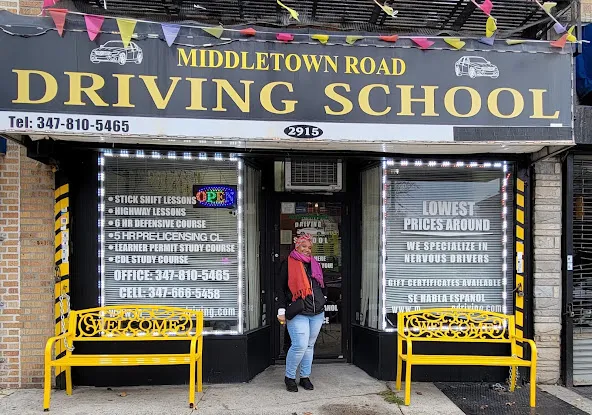 MIDDLETOWN ROAD
DRIVING SCHOOL
Tel: 347-810-5465
2915
• STICK SHIFT LESSONS
OPEN
• HIGHWAY LESSONS
• 6 HR DEFENSIVE COURSE
• 5 HR PRE-LICENSING CL
• LEARNER PERMIT STUDY COURSE
• CDL STUDY COURSE
OFFICE: 347-810-5465
CELL: 347-666-5458
WELCOME
DRIVING
LOWEST
PRICES AROUND
WE SPECIALIZE IN
NERVOUS DRIVERS
GIFT CERTIFICATES AVAILABLE
SE HABLA ESPANOL
WELCOME